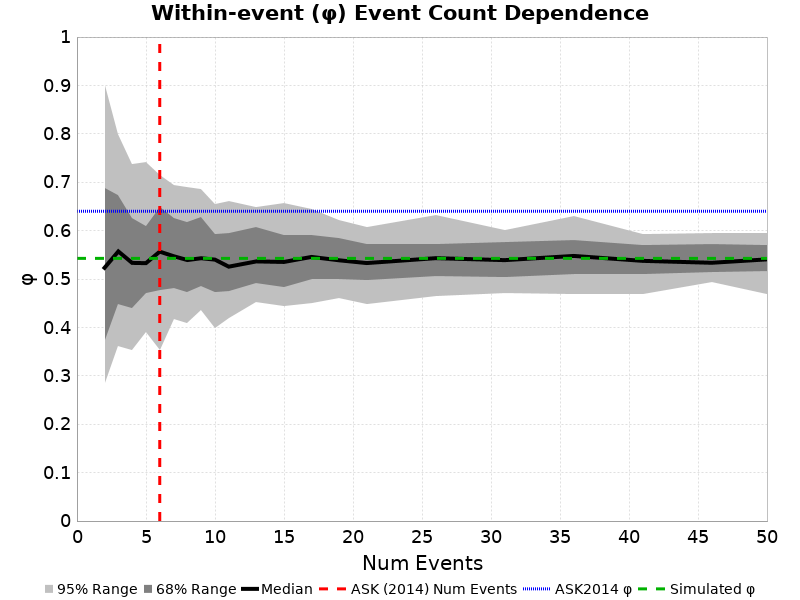 Within-event (φ) Event Count Dependence
1
0.9
0.8
0.7
0.6
0.5
0.4
0.3
0.2
0.1
0
φ
0 5 10 15 20 25 30 35 40 45 50
Num Events
95% Range 68% Range Median ASK (2014) Num Events ASK2014 φ Simulated φ